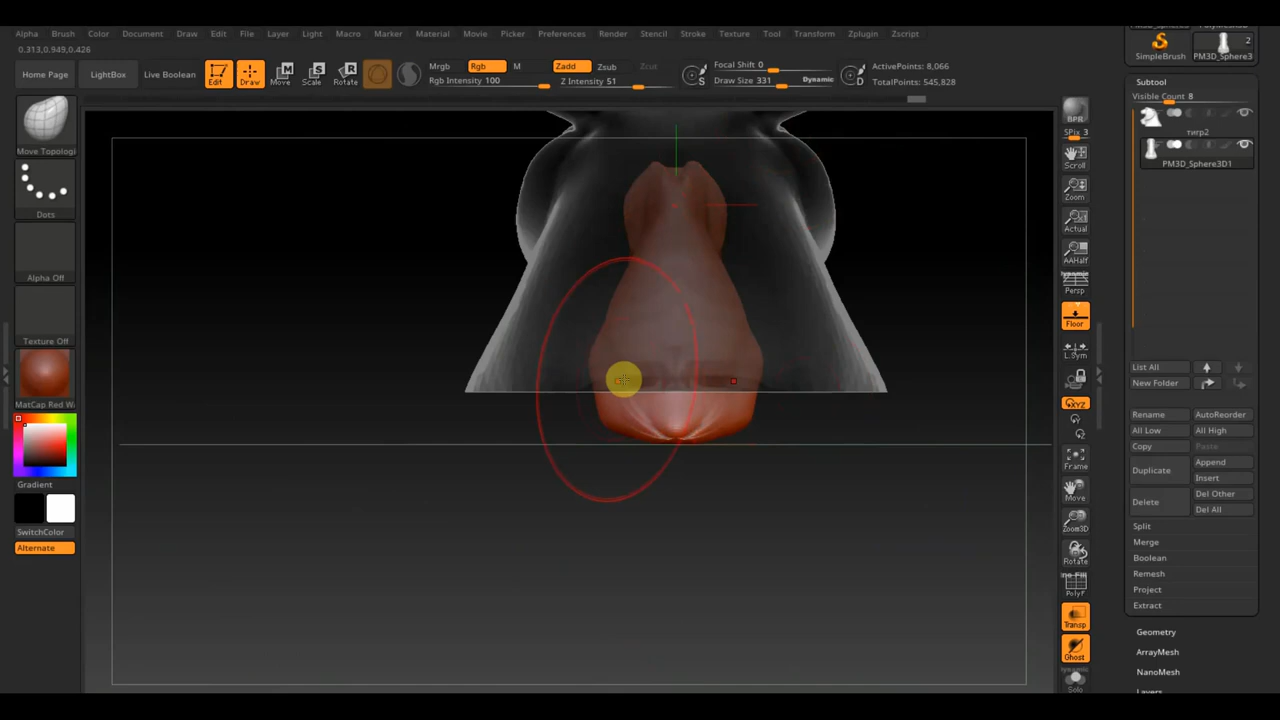 Alpha Brush Color Document Draw Edit File Layer Light Macro Marker Material Movie Picker Preferences Render Stencil Stroke Texture Tool Transform Zplugin Zscript
0.313,0.949,0.426
Home Page LightBox Live Boolean Edit Draw Move Scale Rotate
Mrgb Rgb M
Rgb Intensity 100
Zadd Zsub Zcut
Z Intensity 51
Focal Shift 0
Draw Size 331 Dynamic
ActivePoints: 8,066
TotalPoints: 545,828
Move Topologi
Dots
Alpha Off
Texture Off
MatCap Red Wa
Gradient
SwitchColor
Alternate
BPR
SPix 3
Scroll
Zoom
Actual
AAHalf
Dynamic
Persp
Floor
L.Sym
XYZ
Y
Z
Frame
Move
Zoom3D
Rotate
PolyF
Transp
Ghost
Dynamic
Solo
SimpleBrush PM3D_Sphere3
2
Subtool
Visible Count 8
тигр2
PM3D_Sphere3D1
List All
New Folder
Rename AutoReorder
All Low All High
Copy Paste
Duplicate Append
Insert
Delete Del Other
Del All
Split
Merge
Boolean
Remesh
Project
Extract
Geometry
ArrayMesh
NanoMesh
Layers